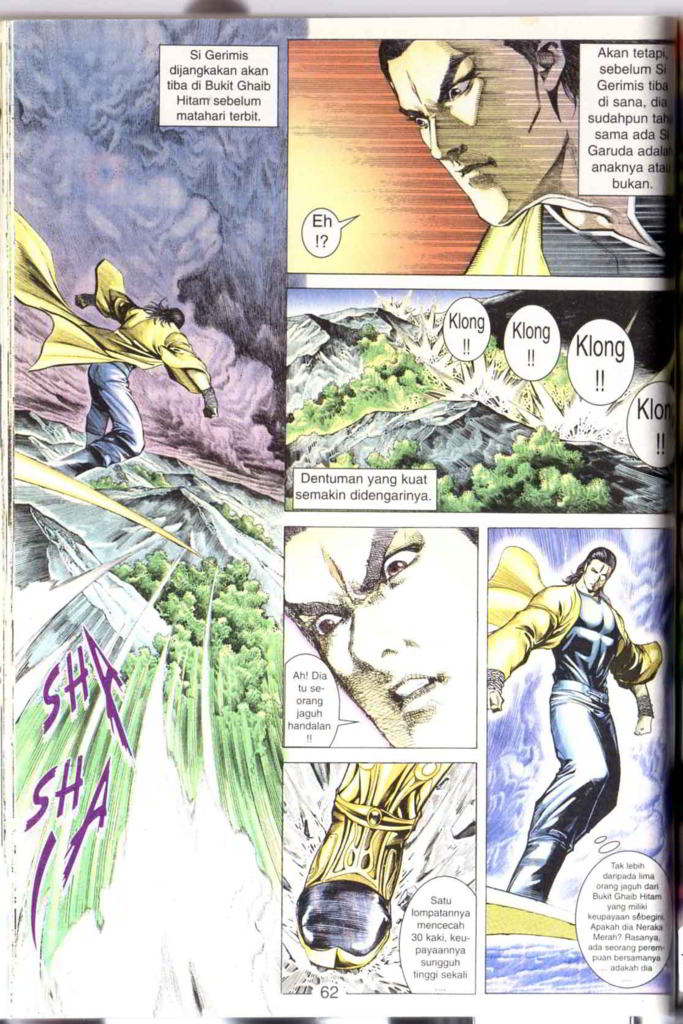 Si Gerimis
dijangkakan akan
tiba di Bukit Ghaib
Hitam sebelum
matahari terbit.
Akan tetapi,
sebelum Si
Gerimis tiba
di sana, dia
sudahpun tahu
sama ada Si
Garuda adalah
anaknya atau
bukan.
Eh
!?
Klong
!!
Klong
!!
Klong
!!
Klon
!!
Dentuman yang kuat
semakin didengarinya.
SHA
SHA
Ah! Dia
tu se-
orang
jaguh
handalan
!!
Satu
lompatannya
mencecah
30 kaki, keu-
payaannya
sungguh
tinggi sekali
....
Tak lebih
daripada lima
orang jaguh dari
Bukit Ghaib Hitam
yang miliki
keupayaan sebegini.
Apakah dia Neraka
Merah? Rasanya,
ada seorang perem-
puan bersamanya
... adakah dia
....
62